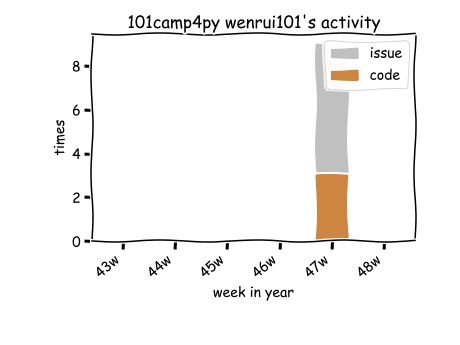 101camp4py wenrui101's activity
issue
code
8
6
4
2
0
times
43w
44w
45w
46w
47w
48w
week in year